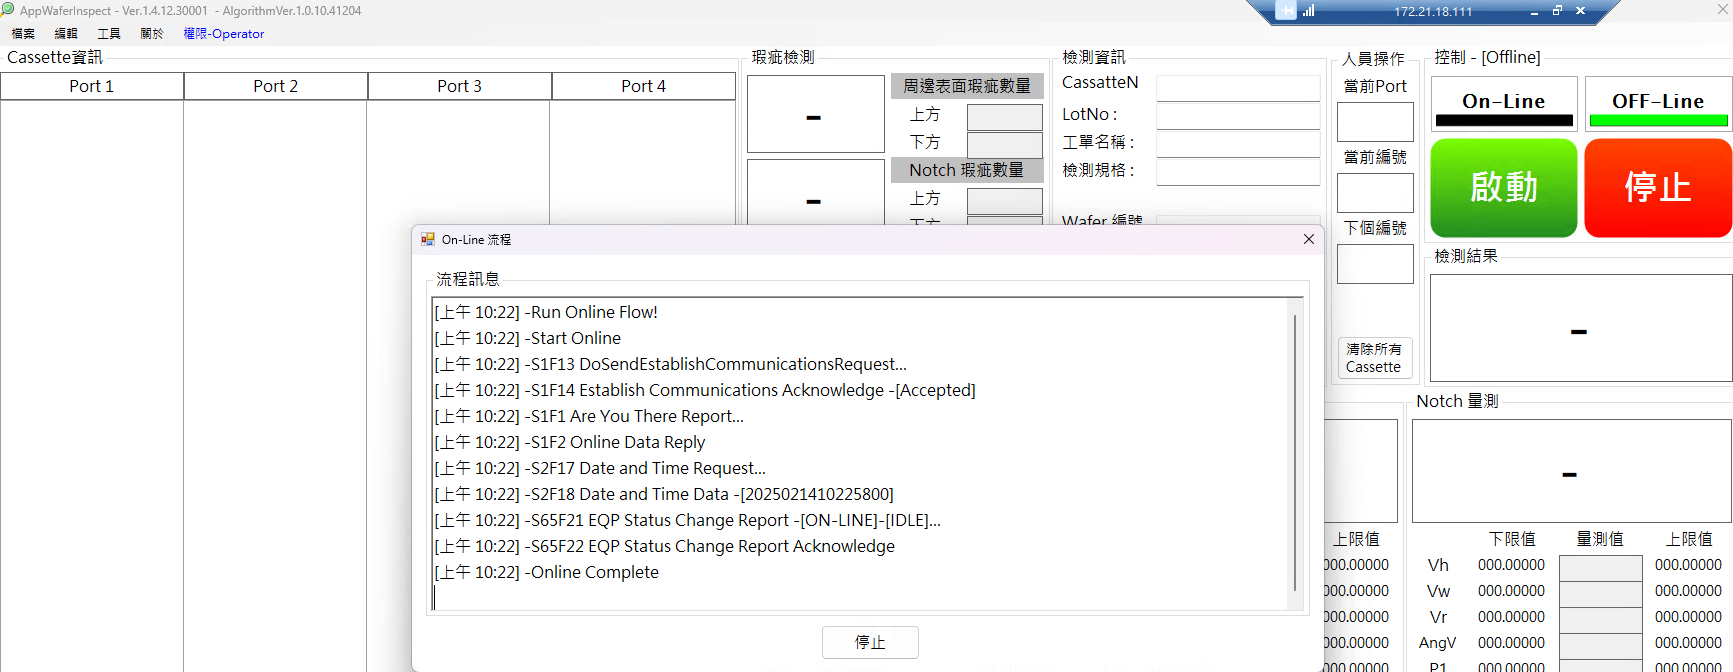 AppWaferInspect - Ver.1.4.12.30001 - AlgorithmVer.1.0.10.41204
172.21.18.111
檔案 編輯 工具 關於 權限-Operator
Cassette資訊
Port 1 Port 2 Port 3 Port 4
瑕疵檢測
-
-
周邊表面瑕疵數量
上方
下方
Notch 瑕疵數量
上方
下方
檢測資訊
CassatteN
LotNo :
工單名稱 :
檢測規格 :
Wafer 編號
人員操作
當前Port
當前編號
下個編號
清除所有
Cassette
控制 - [Offline]
On-Line OFF-Line
啟動 停止
檢測結果
-
On-Line 流程
流程訊息
[上午 10:22] -Run Online Flow!
[上午 10:22] -Start Online
[上午 10:22] -S1F13 DoSendEstablishCommunicationsRequest...
[上午 10:22] -S1F14 Establish Communications Acknowledge -[Accepted]
[上午 10:22] -S1F1 Are You There Report...
[上午 10:22] -S1F2 Online Data Reply
[上午 10:22] -S2F17 Date and Time Request...
[上午 10:22] -S2F18 Date and Time Data -[2025021410225800]
[上午 10:22] -S65F21 EQP Status Change Report -[ON-LINE]-[IDLE]...
[上午 10:22] -S65F22 EQP Status Change Report Acknowledge
[上午 10:22] -Online Complete
停止
上限值
000.00000
000.00000
000.00000
000.00000
000.00000
Notch 量測
-
下限值 量測值 上限值
Vh 000.00000 000.00000
Vw 000.00000 000.00000
Vr 000.00000 000.00000
AngV 000.00000 000.00000
P1 000.00000 000.00000